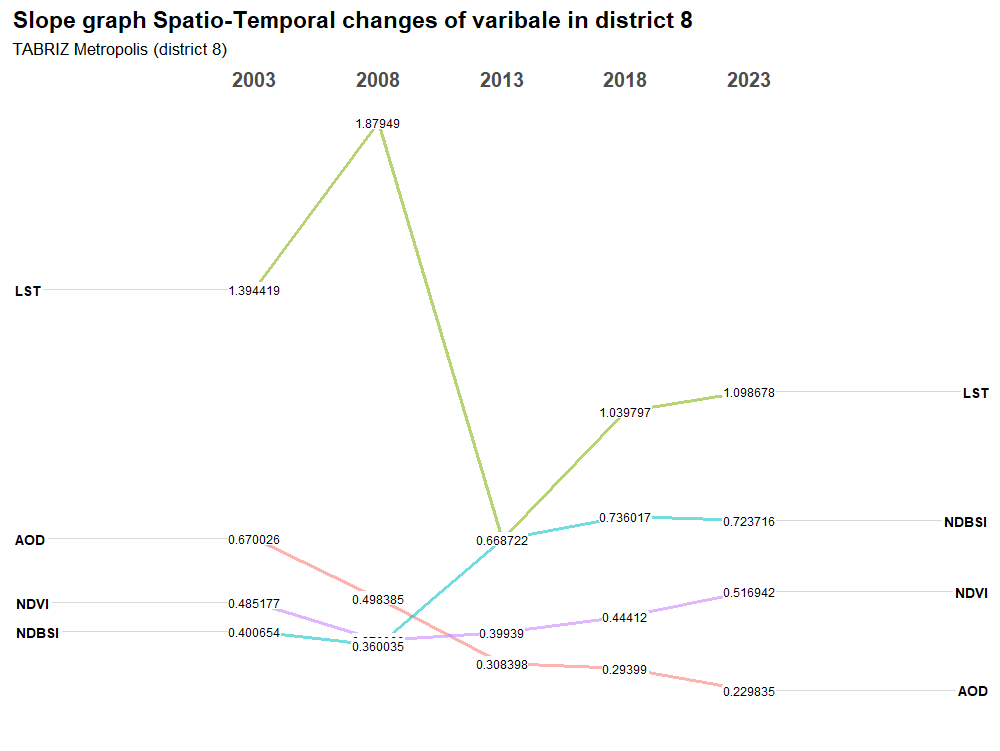 Slope graph Spatio-Temporal changes of varibale in district 8
TABRIZ Metropolis (district 8)
2003 2008 2013 2018 2023
1.87949
LST 1.394419
1.098678 LST
1.039797
0.736017
0.723716 NDBSI
AOD 0.670026 0.668722
0.516942 NDVI
0.498385
NDVI 0.485177
0.44412
NDBSI 0.400654 0.39939
0.360035
0.308398 0.29399
0.229835 AOD